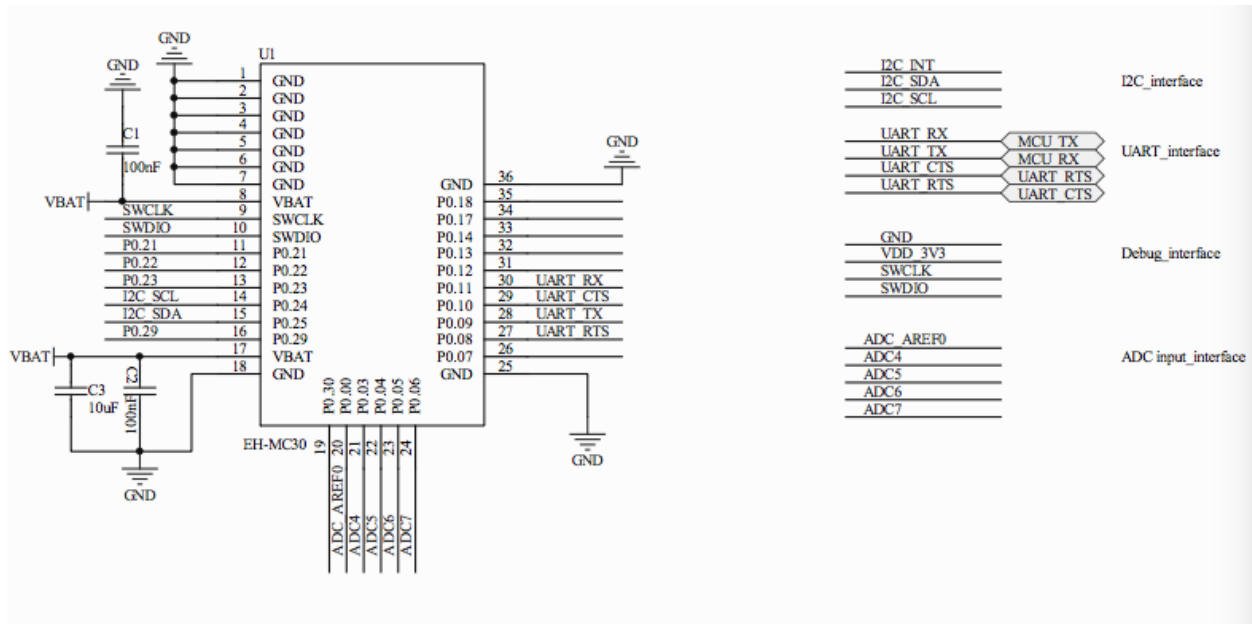 GND
GND
U1
1 GND
2 GND
3 GND
4 GND
5 GND
6 GND
7 GND
C1
100nF
VBAT
8 VBAT
SWCLK 9 SWCLK
SWDIO 10 SWDIO
P0.21 11 P0.21
P0.22 12 P0.22
P0.23 13 P0.23
I2C_SCL 14 P0.24
I2C_SDA 15 P0.25
P0.29 16 P0.29
VBAT
17 VBAT
18 GND
C3
10uF
C2
100nF
GND
EH-MC30
GND
GND 36
P0.18 35
P0.17 34
P0.14 33
P0.13 32
P0.12 31
P0.11 30 UART_RX
P0.10 29 UART_CTS
P0.09 28 UART_TX
P0.08 27 UART_RTS
P0.07 26
GND 25
GND
P0.30 19
P0.00 20 ADC_AREF0
P0.03 21 ADC4
P0.04 22 ADC5
P0.05 23 ADC6
P0.06 24 ADC7
I2C_INT
I2C_SDA
I2C_SCL
I2C_interface
UART_RX MCU_TX
UART_TX MCU_RX
UART_CTS UART_RTS
UART_RTS UART_CTS
UART_interface
GND
VDD_3V3
SWCLK
SWDIO
Debug_interface
ADC_AREF0
ADC4
ADC5
ADC6
ADC7
ADC input_interface